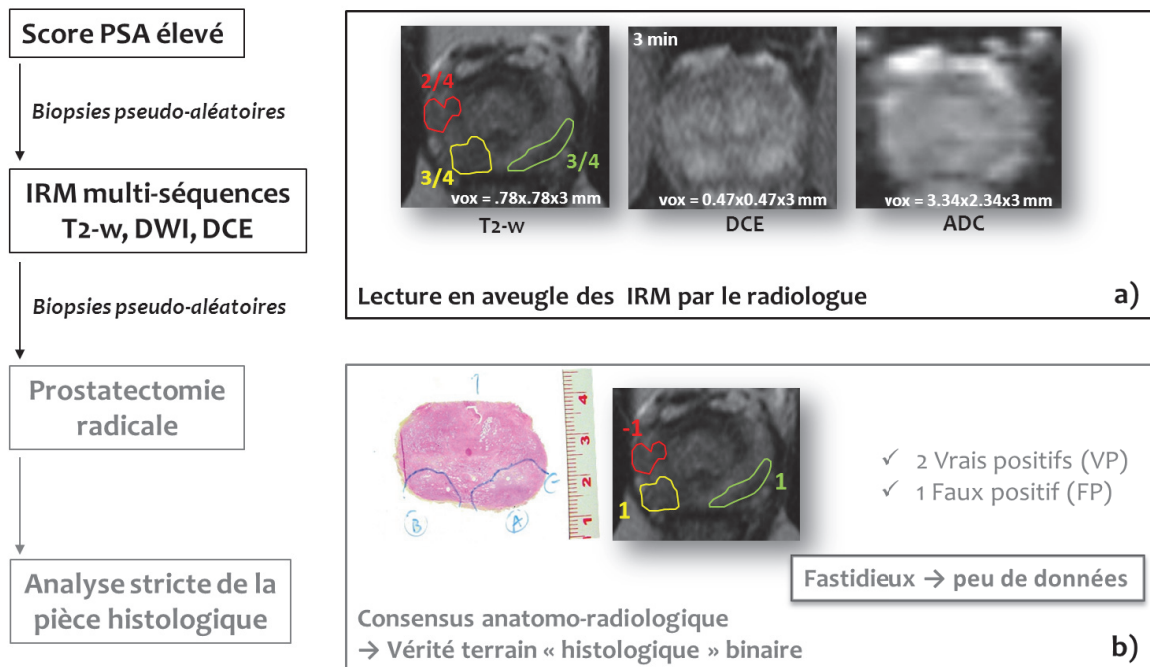 Score PSA élevé
Biopsies pseudo-aléatoires
IRM multi-séquences
T2-w, DWI, DCE
Biopsies pseudo-aléatoires
Prostatectomie
radicale
Analyse stricte de la
pièce histologique
2/4
3/4
3/4
vox = .78x.78x3 mm
T2-w
3 min
vox = 0.47x0.47x3 mm
DCE
vox = 3.34x2.34x3 mm
ADC
Lecture en aveugle des IRM par le radiologue
a)
B
A
4
3
2
1
-1
1
1
✓ 2 Vrais positifs (VP)
✓ 1 Faux positif (FP)
Fastidieux → peu de données
Consensus anatomo-radiologique
→ Vérité terrain « histologique » binaire
b)